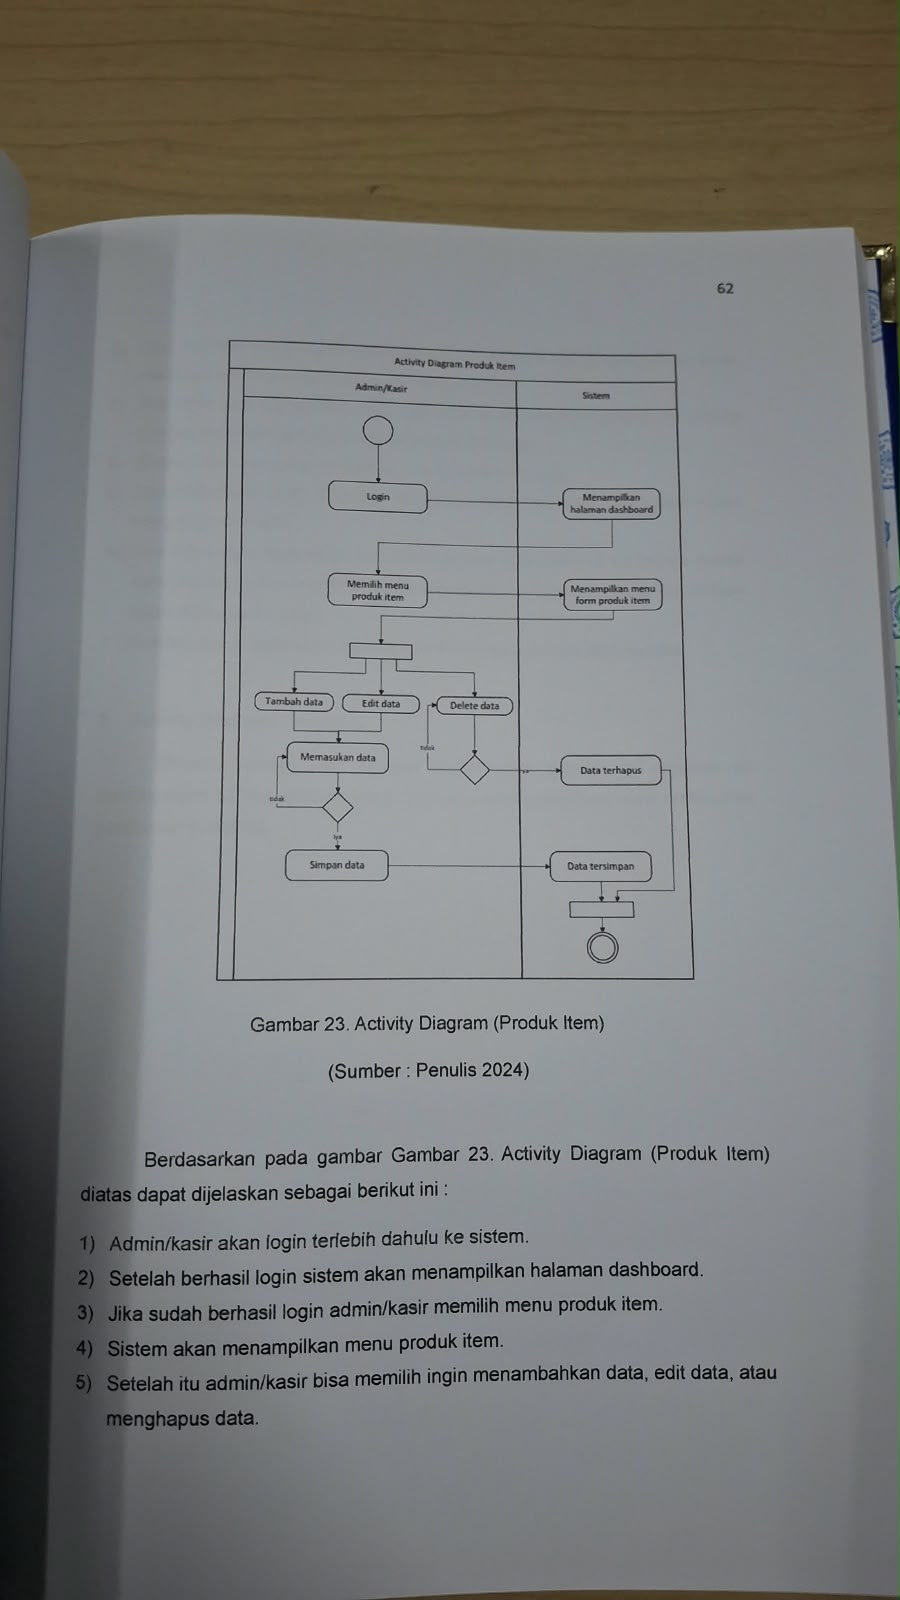 62
Activity Diagram Produk Item
Admin/Kasir
Sistem
Login
Menampilkan
halaman dashboard
Memilih menu
produk item
Menampilkan menu
form produk item
Tambah data
Edit data
Delete data
tidak
Memasukan data
Data terhapus
tidak
iya
Simpan data
Data tersimpan
Gambar 23. Activity Diagram (Produk Item)
(Sumber : Penulis 2024)
Berdasarkan pada gambar Gambar 23. Activity Diagram (Produk Item)
diatas dapat dijelaskan sebagai berikut ini :
1) Admin/kasir akan login terlebih dahulu ke sistem.
2) Setelah berhasil login sistem akan menampilkan halaman dashboard.
3) Jika sudah berhasil login admin/kasir memilih menu produk item.
4) Sistem akan menampilkan menu produk item.
5) Setelah itu admin/kasir bisa memilih ingin menambahkan data, edit data, atau
menghapus data.